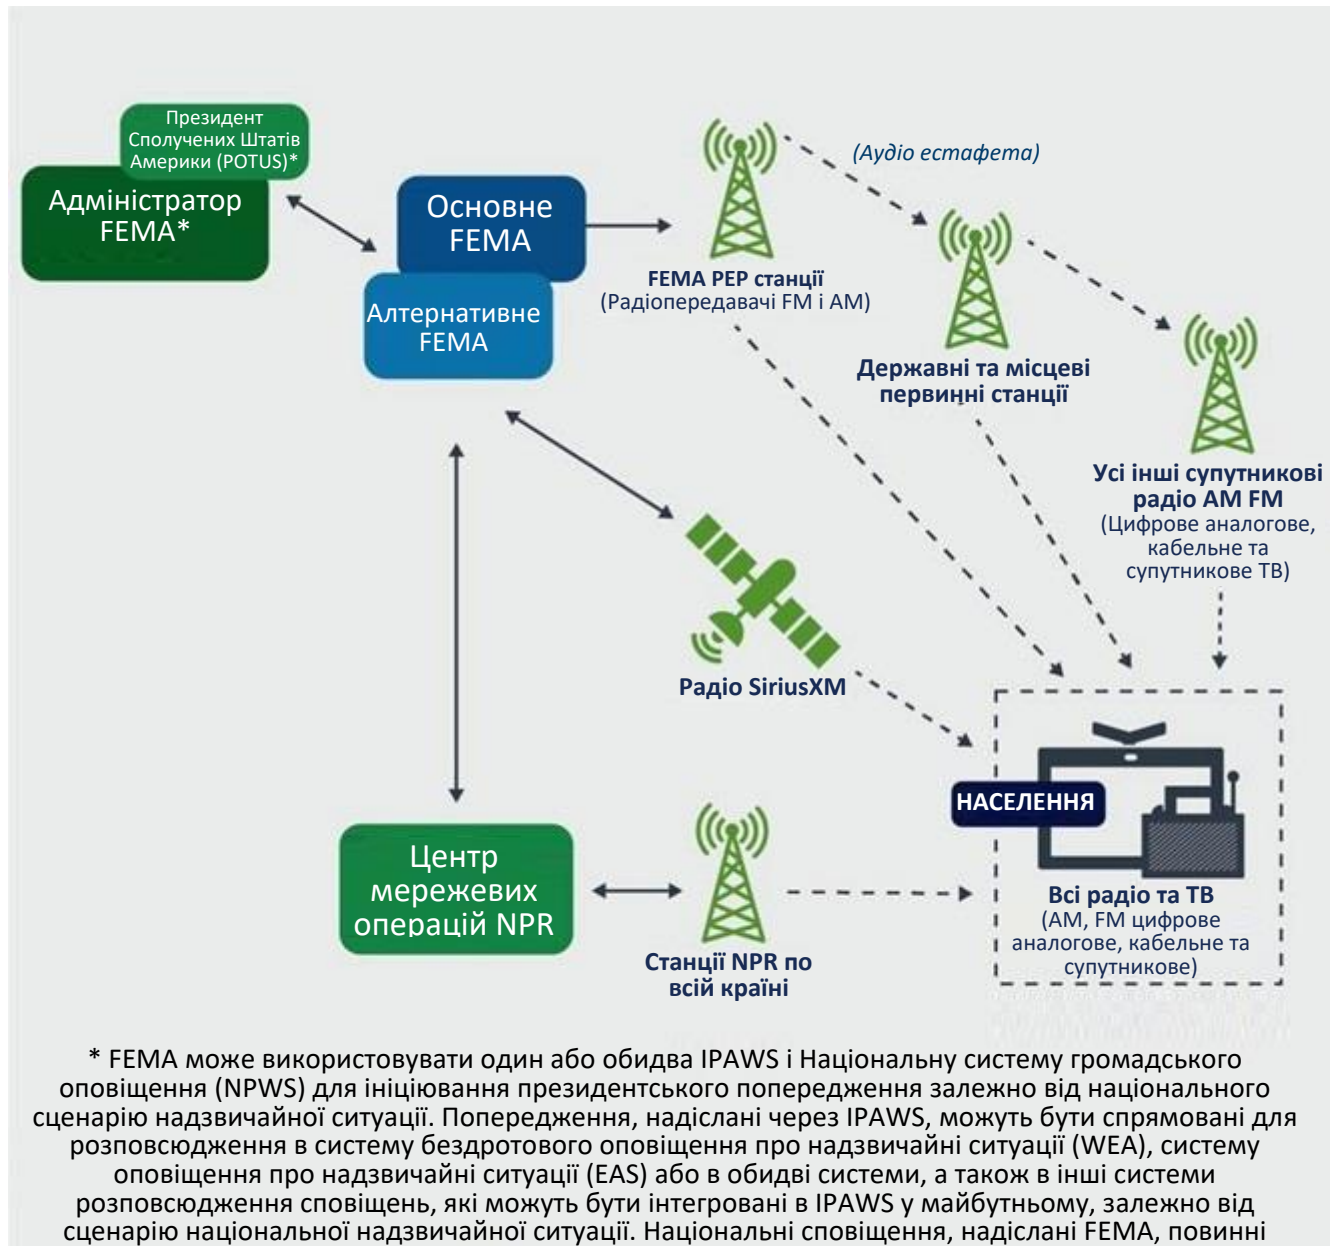 Президент
Сполучених Штатів
Америки (POTUS)*
Адміністратор
FEMA*
Основне
FEMA
Алтернативне
FEMA
(Аудіо естафета)
FEMA PEP станції
(Радіопередавачі FM і AM)
Державні та місцеві
первинні станції
Усі інші супутникові
радіо AM FM
(Цифрове аналогове,
кабельне та
супутникове ТВ)
Радіо SiriusXM
НАСЕЛЕННЯ
Всі радіо та ТВ
(AM, FM цифрове
аналогове, кабельне та
супутникове)
Центр
мережевих
операцій NPR
Станції NPR по
всій країні
* FEMA може використовувати один або обидва IPAWS і Національну систему громадського
оповіщення (NPWS) для ініціювання президентського попередження залежно від національного
сценарію надзвичайної ситуації. Попередження, надіслані через IPAWS, можуть бути спрямовані для
розповсюдження в систему бездротового оповіщення про надзвичайні ситуації (WEA), систему
оповіщення про надзвичайні ситуації (EAS) або в обидві системи, а також в інші системи
розповсюдження сповіщень, які можуть бути інтегровані в IPAWS у майбутньому, залежно від
сценарію національної надзвичайної ситуації. Національні сповіщення, надіслані FEMA, повинні